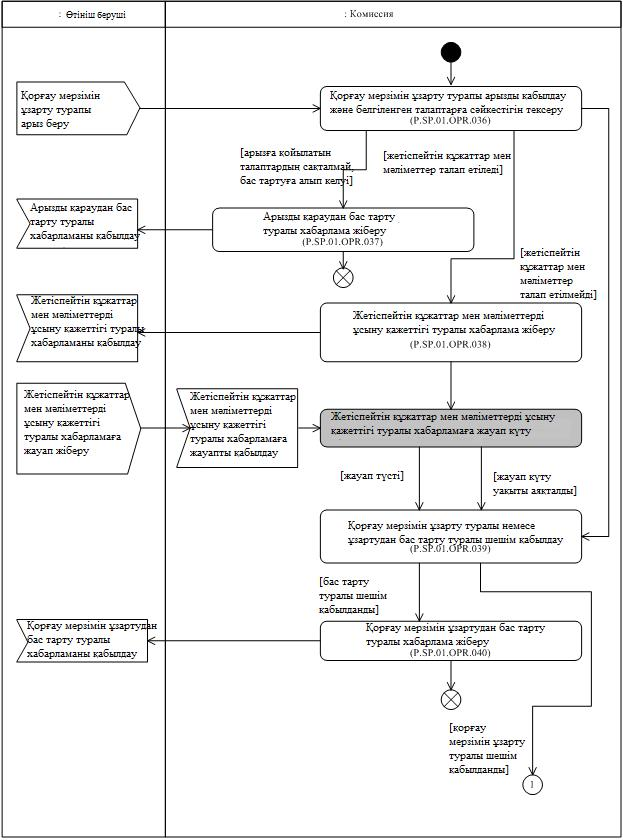 : Өтініш беруші
: Комиссия
Қорғау мерзімін
ұзарту турапы
арыз беру
Қорғау мерзімін ұзарту турапы арызды қабылдау
және белгіленген талаптарға сәйкестігін тексеру
(P.SP.01.OPR.036)
[арызға қойылатын
талаптардын сақталмай,
бас тартуға алып келуі]
[жетіспейтін құжаттар мен
мәліметтер талап етіледі]
Арызды қараудан бас
тарту туралы
хабарламаны қабылдау
Арызды қараудан бас тарту
туралы хабарлама жіберу
(P.SP.01.OPR.037)
[жетіспейтін
құжаттар мен
мәліметтер
талап етілмейді]
Жетіспейтін құжаттар
мен мәліметтерді
ұсыну қажеттігі туралы
хабарламаны қабылдау
Жетіспейтін құжаттар мен мәліметтерді
ұсыну қажеттігі туралы хабарлама жіберу
(P.SP.01.OPR.038)
Жетіспейтін құжаттар
мен мәліметтерді
ұсыну қажеттігі
туралы хабарламаға
жауап жіберу
Жетіспейтін құжаттар
мен мәліметтерді
ұсыну қажеттігі
туралы хабарламаға
жауапты қабылдау
Жетіспейтін құжаттар мен мәліметтерді ұсыну
қажеттігі туралы хабарламаға жауап күту
[жауап түсті]
[жауап күту
уақыты аяқталды]
Қорғау мерзімін ұзарту туралы немесе
ұзартудан бас тарту туралы шешім қабылдау
(P.SP.01.OPR.039)
[бас тарту
туралы шешім
қабылданды]
Қорғау мерзімін ұзартудан
бас тарту туралы
хабарламаны қабылдау
Қорғау мерзімін ұзартудан бас тарту
туралы хабарлама жіберу
(P.SP.01.OPR.040)
[қорғау
мерзімін ұзарту
туралы шешім
қабылданды]
1